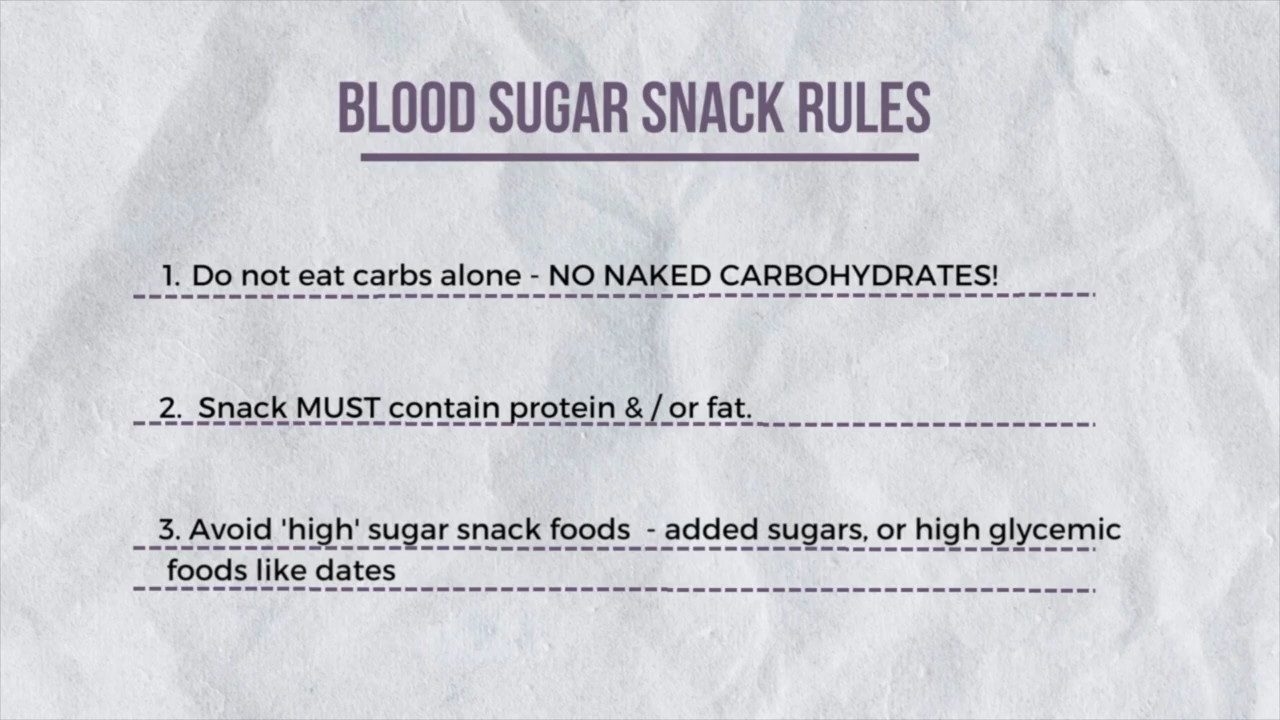 BLOOD SUGAR SNACK RULES
1. Do not eat carbs alone - NO NAKED CARBOHYDRATES!
2. Snack MUST contain protein & / or fat.
3. Avoid 'high' sugar snack foods - added sugars, or high glycemic
foods like dates